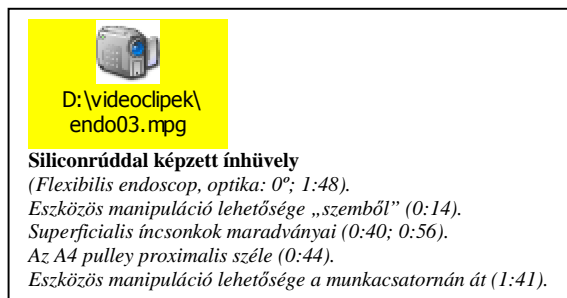 D:\videoclipek\
endo03.mpg
Siliconrúddal képzett ínhüvely
(Flexibilis endoscop, optika: 0º; 1:48).
Eszközös manipuláció lehetősége „szemből” (0:14).
Superficialis íncsonkok maradványai (0:40; 0:56).
Az A4 pulley proximalis széle (0:44).
Eszközös manipuláció lehetősége a munkacsatornán át (1:41).